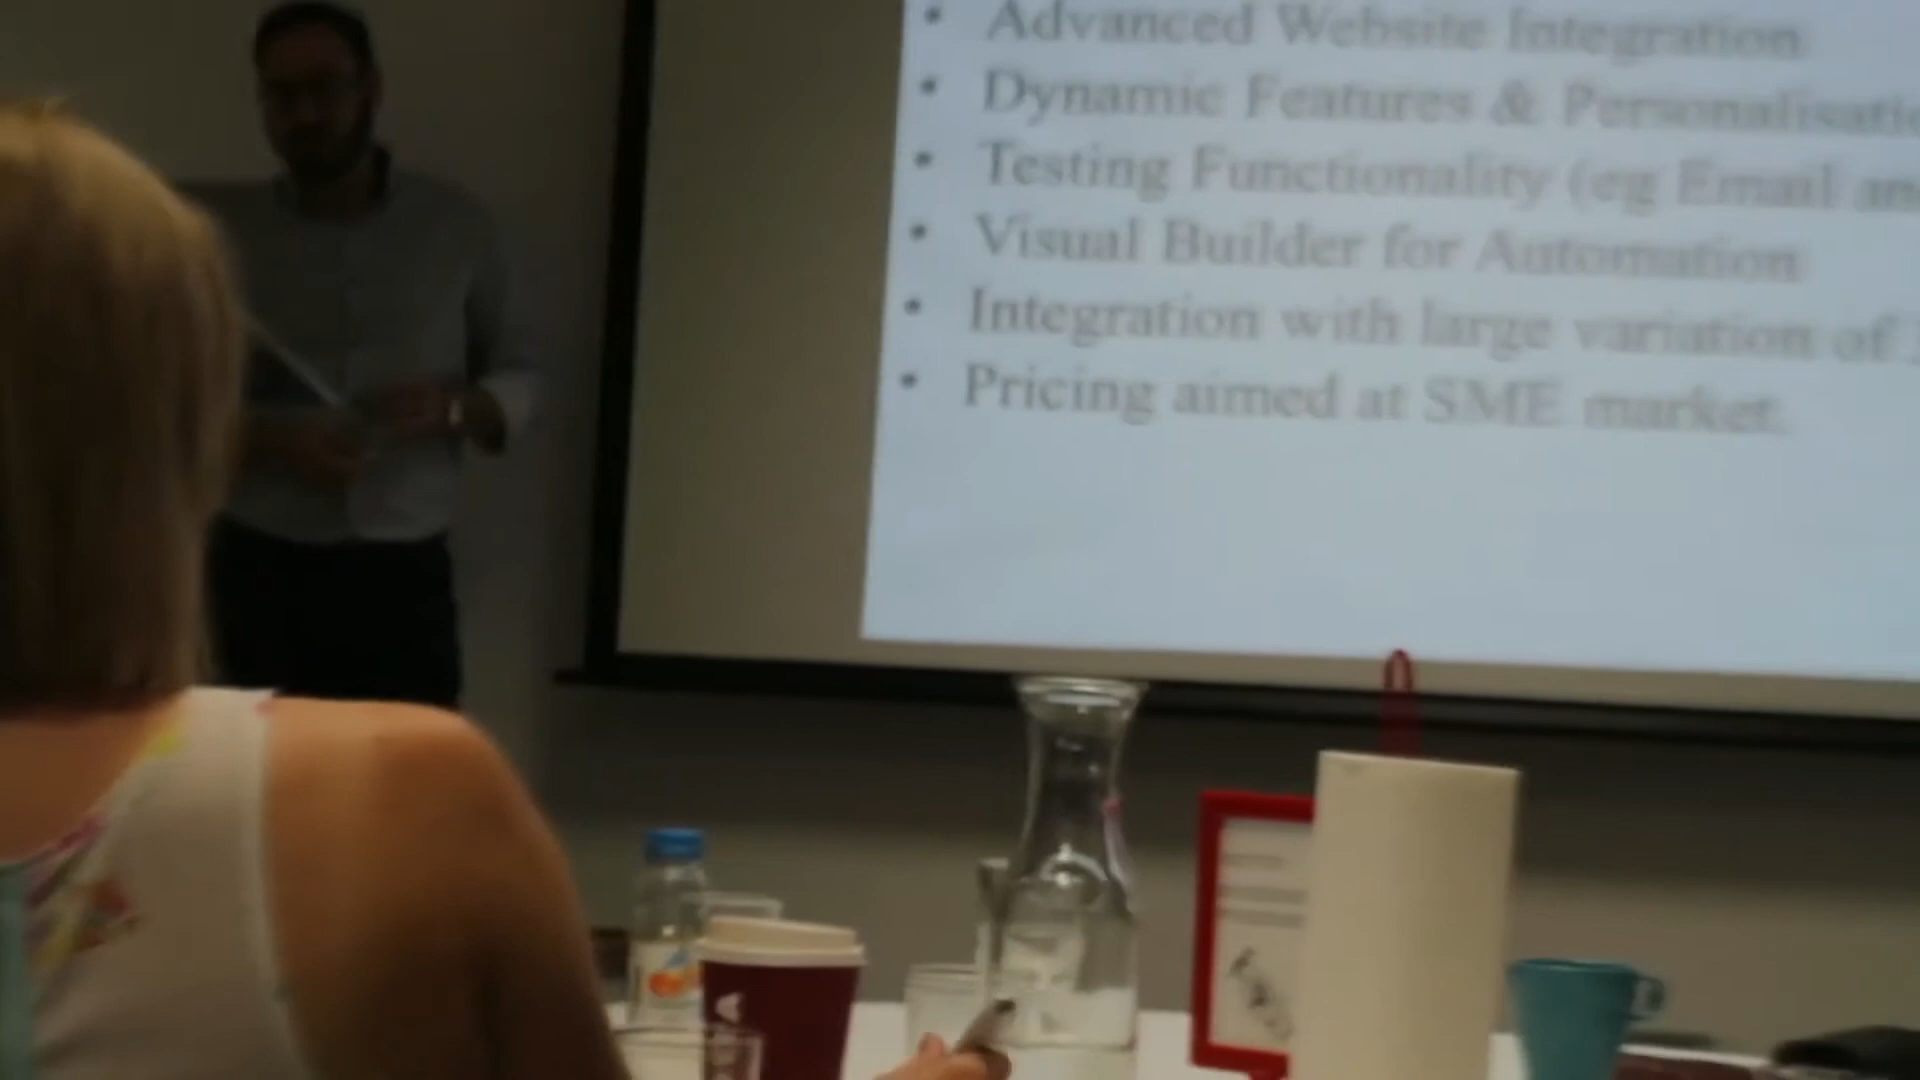 • Advanced Website Integration
• Dynamic Features & Personalisatio
• Testing Functionality (eg Email an
• Visual Builder for Automation
• Integration with large variation of
• Pricing aimed at SME market.